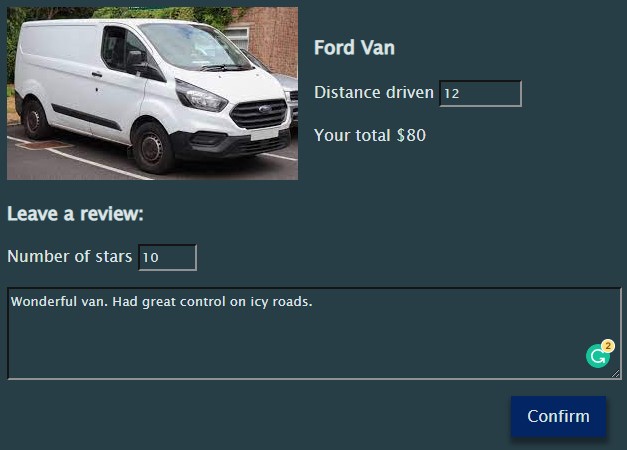 Ford Van
Distance driven 12
Your total $80
Leave a review:
Number of stars 10
Wonderful van. Had great control on icy roads.
2
Confirm